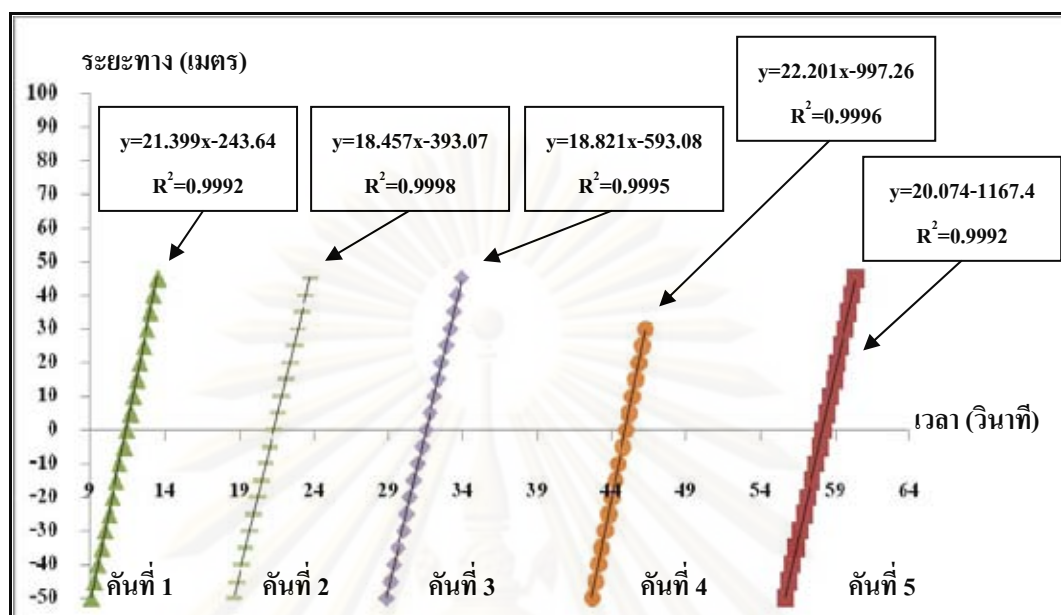 ระยะทาง (เมตร)
y=22.201x-997.26
R²=0.9996
y=21.399x-243.64
R²=0.9992
y=18.457x-393.07
R²=0.9998
y=18.821x-593.08
R²=0.9995
y=20.074-1167.4
R²=0.9992
100
90
80
70
60
50
40
30
20
10
0
-10
-20
-30
-40
-50
เวลา (วินาที)
9 14 19 24 29 34 39 44 49 54 59 64
คันที่ 1 คันที่ 2 คันที่ 3 คันที่ 4 คันที่ 5